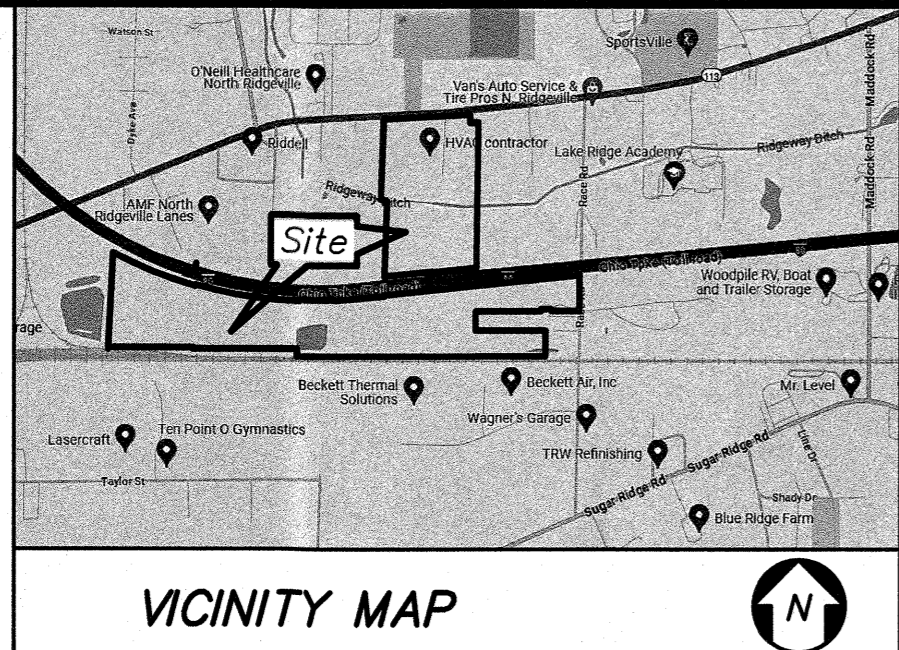 Watson St
SportsVille
O'Neill Healthcare
North Ridgeville
113
Maddock Rd
Van's Auto Service &
Tire Pros N. Ridgeville
Dyke Ave
Riddell
HVAC contractor
Ridgeway Ditch
Lake Ridge Academy
Ridgeway Ditch
Race Rd
Maddock Rd
AMF North
Ridgeville Lanes
Site
Ohio Tpke (Toll road)
Ohio Tpke (Toll road)
Woodpile RV, Boat
and Trailer Storage
rage
Beckett Thermal
Solutions
Beckett Air, Inc
Mr. Level
Wagner's Garage
Lasercraft
Ten Point O Gymnastics
TRW Refinishing
Sugar Ridge Rd
Line Dr
Taylor St
Sugar Ridge Rd
Shady Dr
Blue Ridge Farm
VICINITY MAP
N